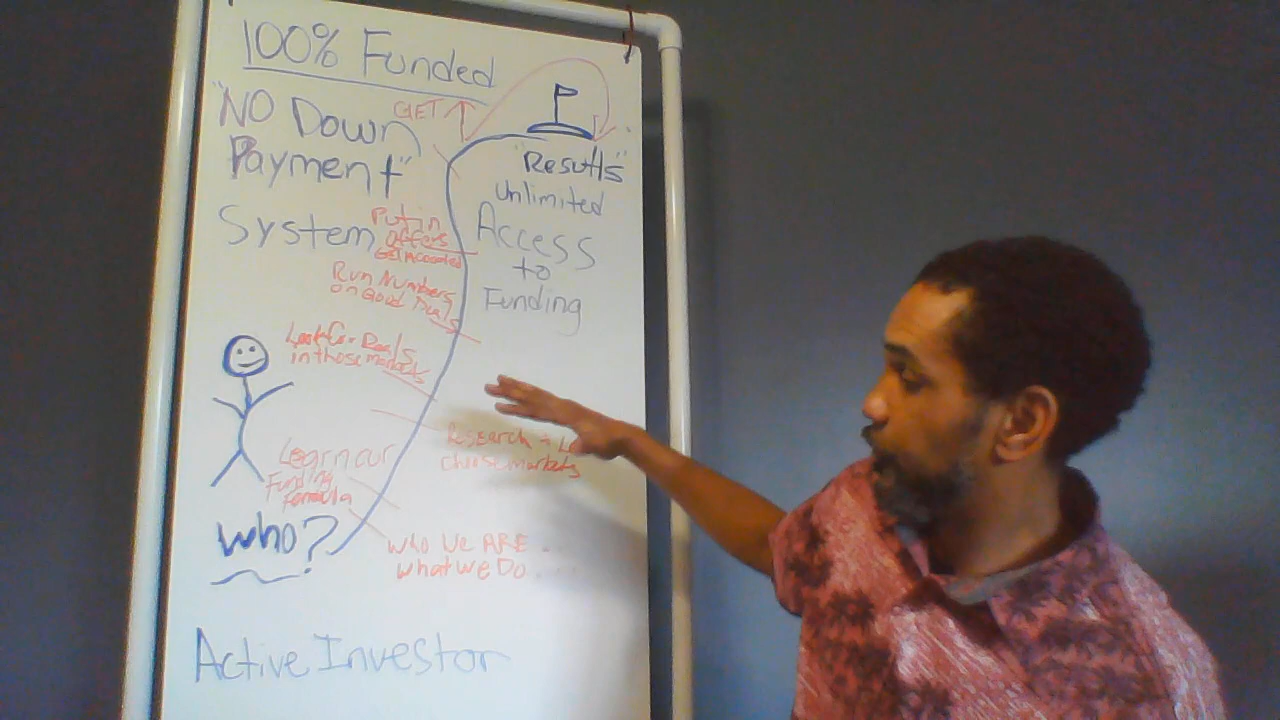 100% Funded
"NO Down
Payment"
System
GET
"Results"
unlimited
Access
to
Funding
Put in
offers
Get Accepted
Run Numbers
on Good Deals
Look for Deals
in those markets
Research +
choose markets
Learn our
Funding
formula
who?
who we ARE
what we Do
Active Investor